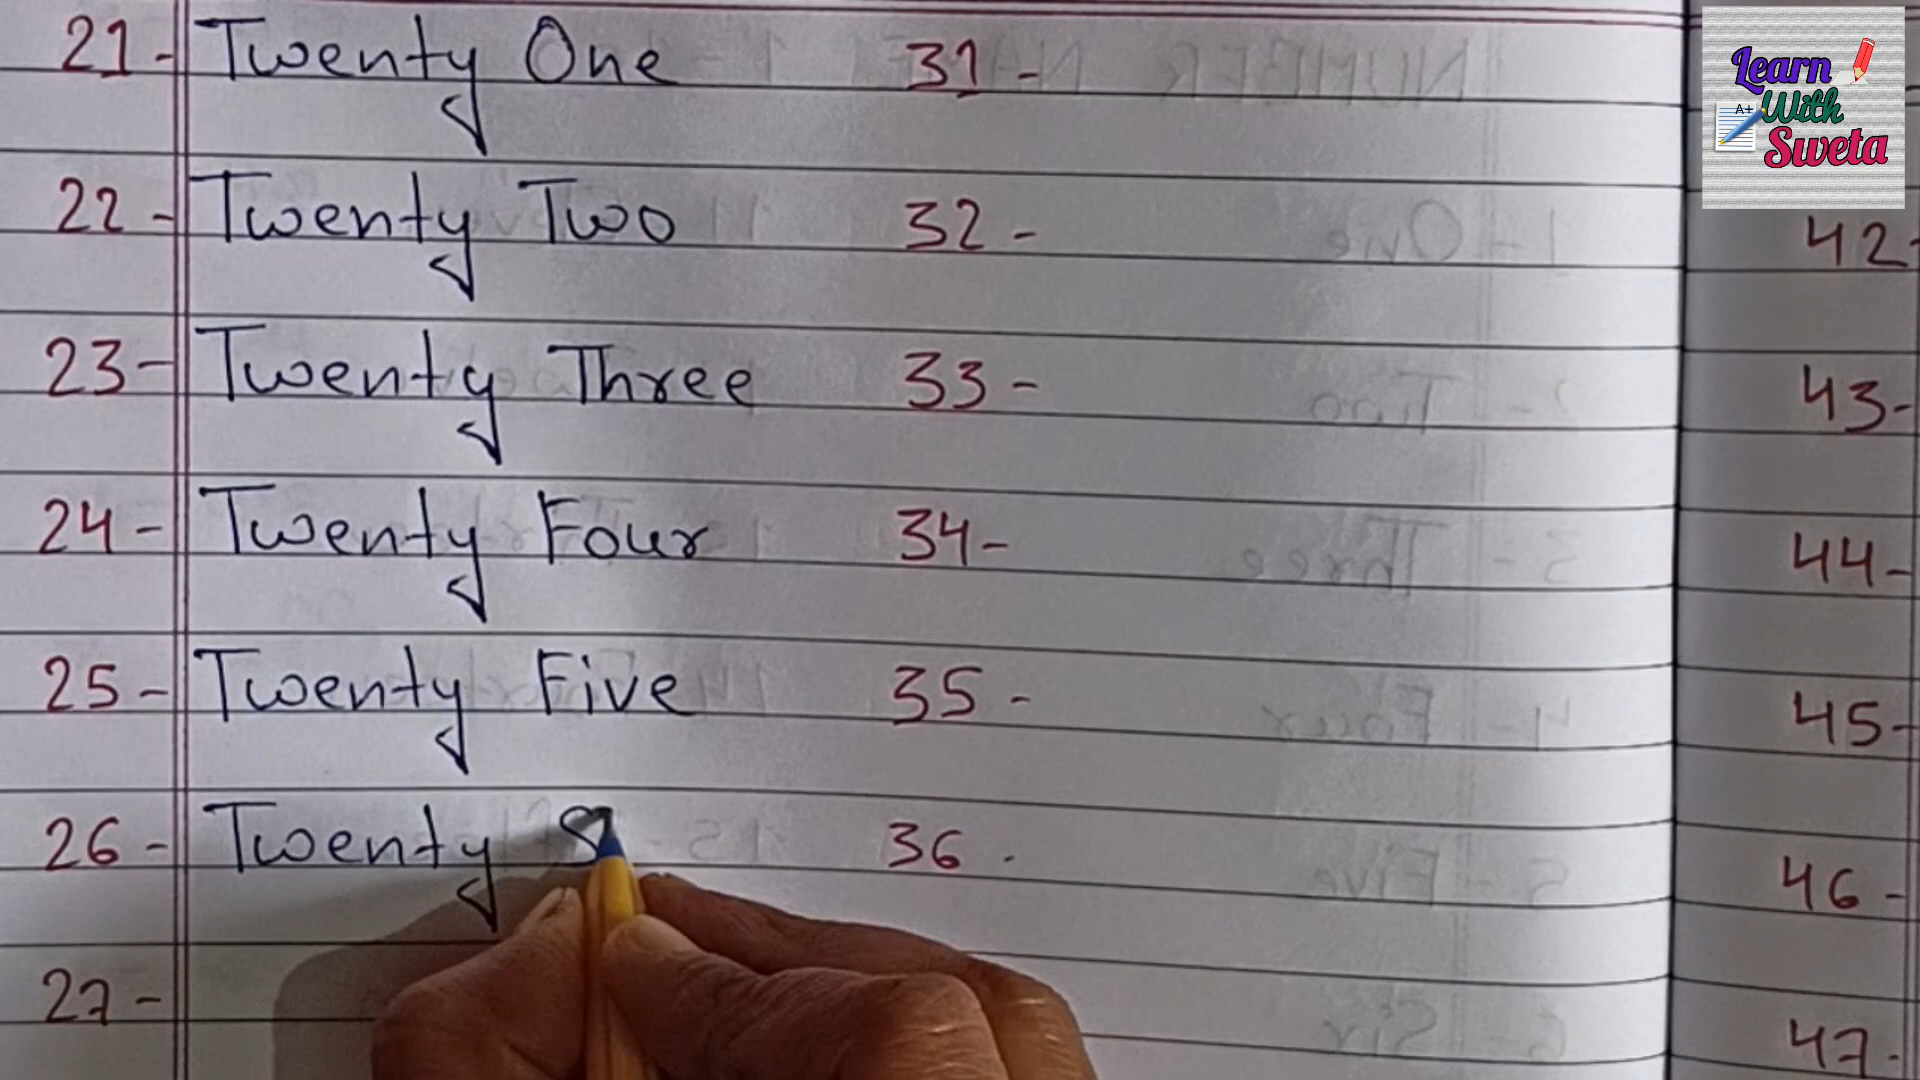 21- Twenty One 31-
22- Twenty Two 32- 42-
23- Twenty Three 33- 43-
24- Twenty Four 34- 44-
25- Twenty Five 35- 45-
26- Twenty S 36- 46-
27- 47-
Learn
A+ With
Sweta